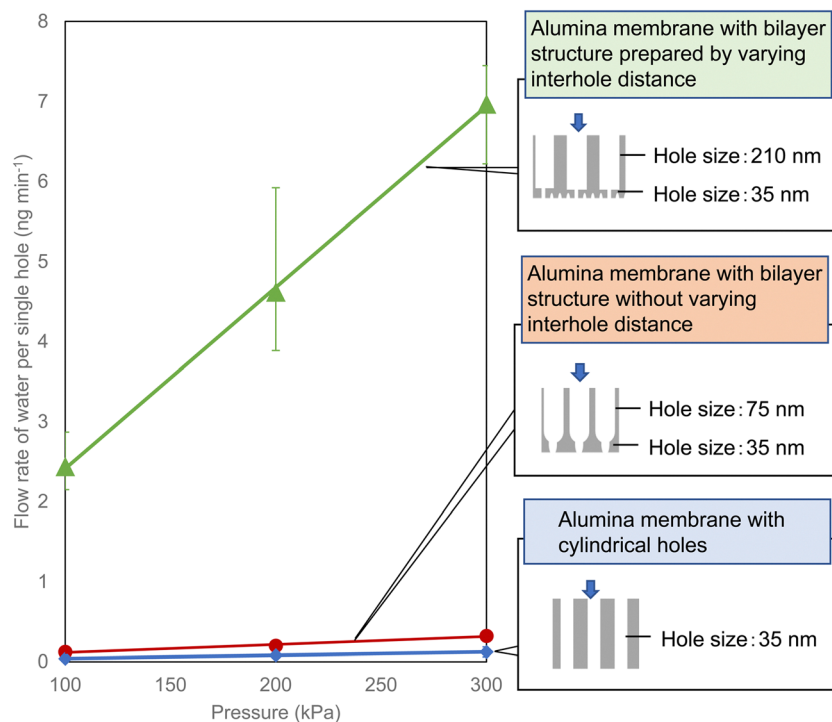 8
7
6
5
4
3
2
1
0
Flow rate of water per single hole (ng min⁻¹)
100
150
200
250
300
Pressure (kPa)
Alumina membrane with bilayer
structure prepared by varying
interhole distance
Hole size：210 nm
Hole size：35 nm
Alumina membrane with bilayer
structure without varying
interhole distance
Hole size：75 nm
Hole size：35 nm
Alumina membrane with
cylindrical holes
Hole size：35 nm